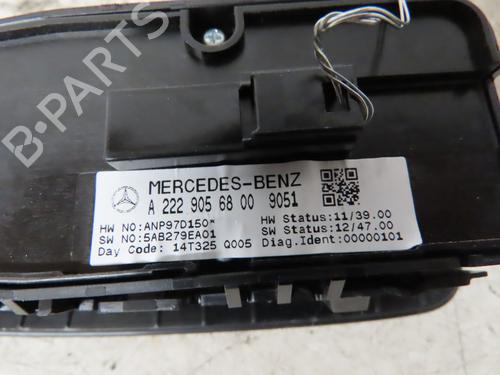 B-PARTS
MERCEDES-BENZ
A 222 905 68 00 9051
HW NO:ANP97D150* HW Status:11/39.00
SW NO:5AB279EA01 SW Status:12/47.00
Day Code: 14T325 Q005 Diag.Ident:00000101